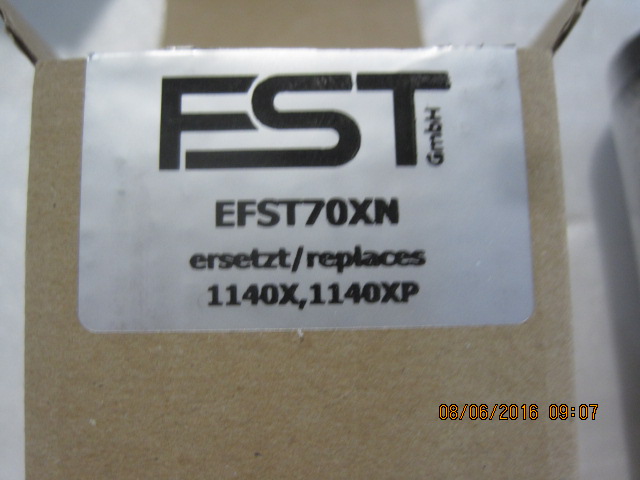 FST GmbH
EFST70XN
ersetzt/replaces
1140X,1140XP
08/06/2016 09:07